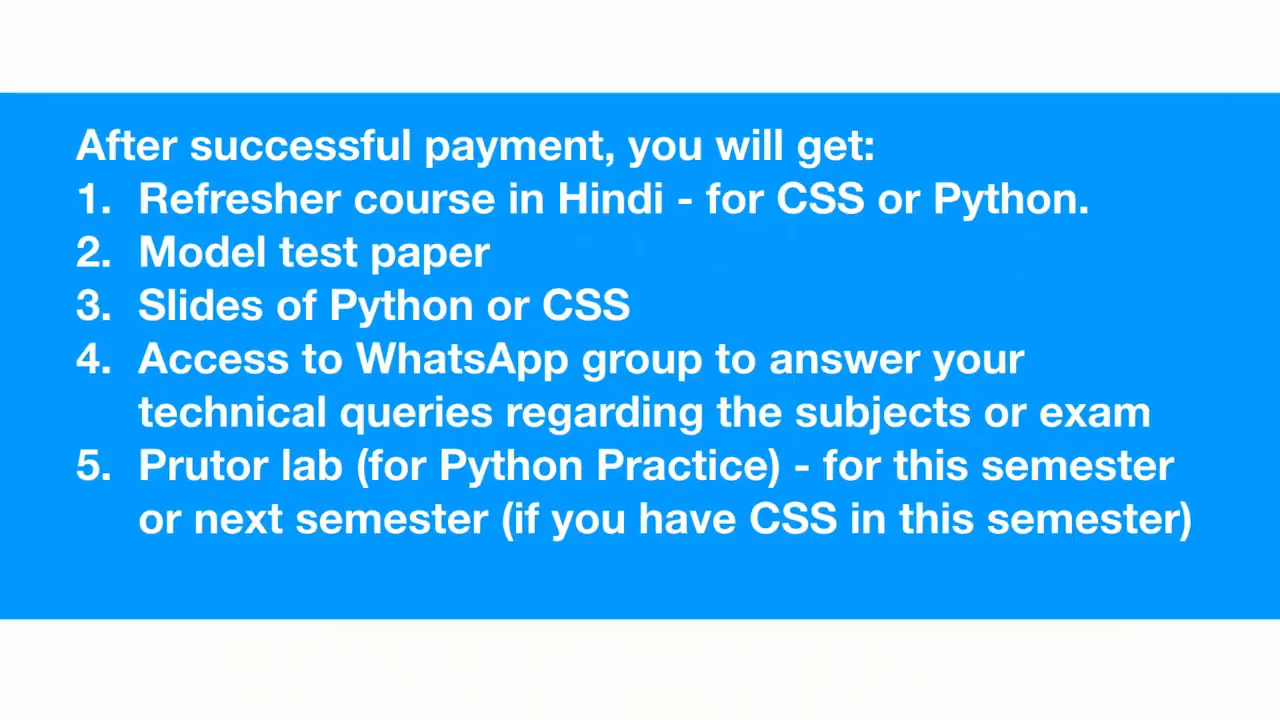 After successful payment, you will get:
1. Refresher course in Hindi - for CSS or Python.
2. Model test paper
3. Slides of Python or CSS
4. Access to WhatsApp group to answer your
technical queries regarding the subjects or exam
5. Prutor lab (for Python Practice) - for this semester
or next semester (if you have CSS in this semester)